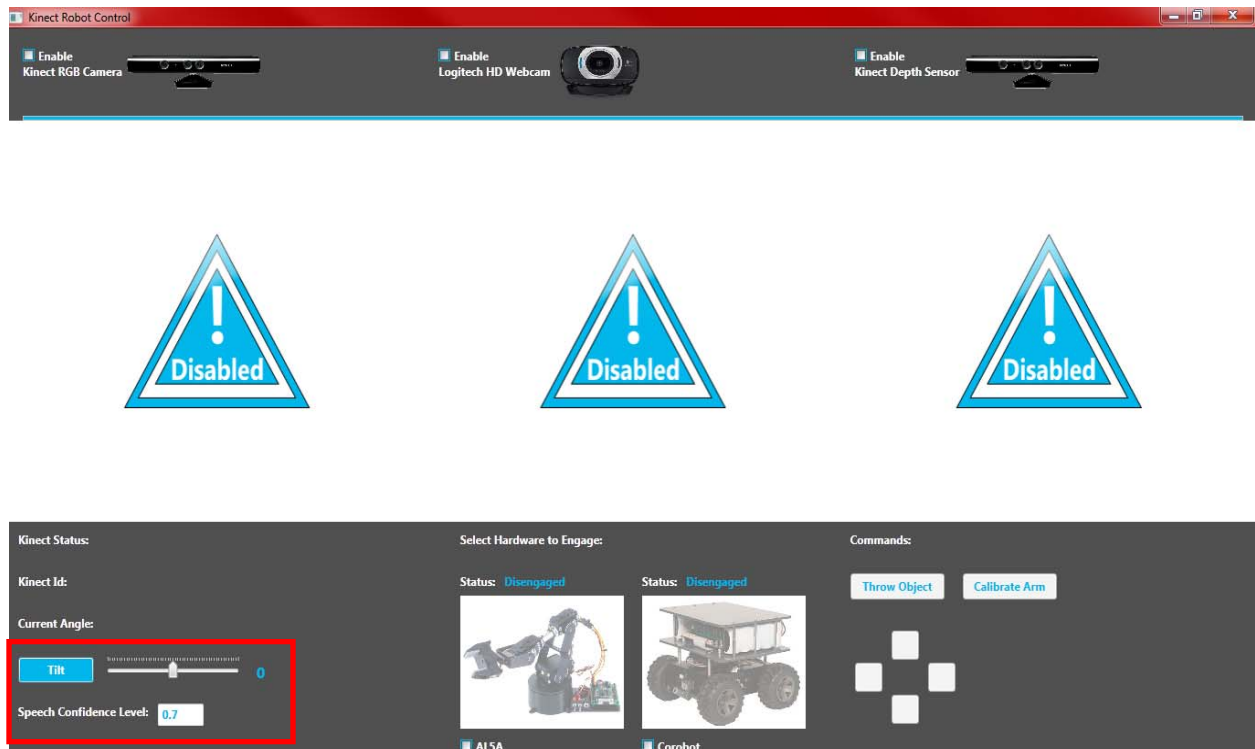 Kinect Robot Control
Enable
Kinect RGB Camera
Enable
Logitech HD Webcam
Enable
Kinect Depth Sensor
Disabled
Disabled
Disabled
Kinect Status:
Kinect Id:
Current Angle:
Tilt
0
Speech Confidence Level: 0.7
Select Hardware to Engage:
Status: Disengaged
Status: Disengaged
AL5A
Corobot
Commands:
Throw Object
Calibrate Arm